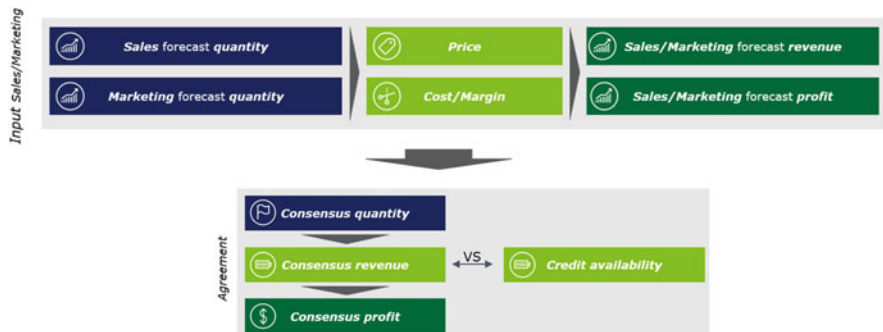 Input Sales/Marketing
Sales forecast quantity
Price
Sales/Marketing forecast revenue
Marketing forecast quantity
Cost/Margin
Sales/Marketing forecast profit
Agreement
Consensus quantity
Consensus revenue
VS
Credit availability
$
Consensus profit